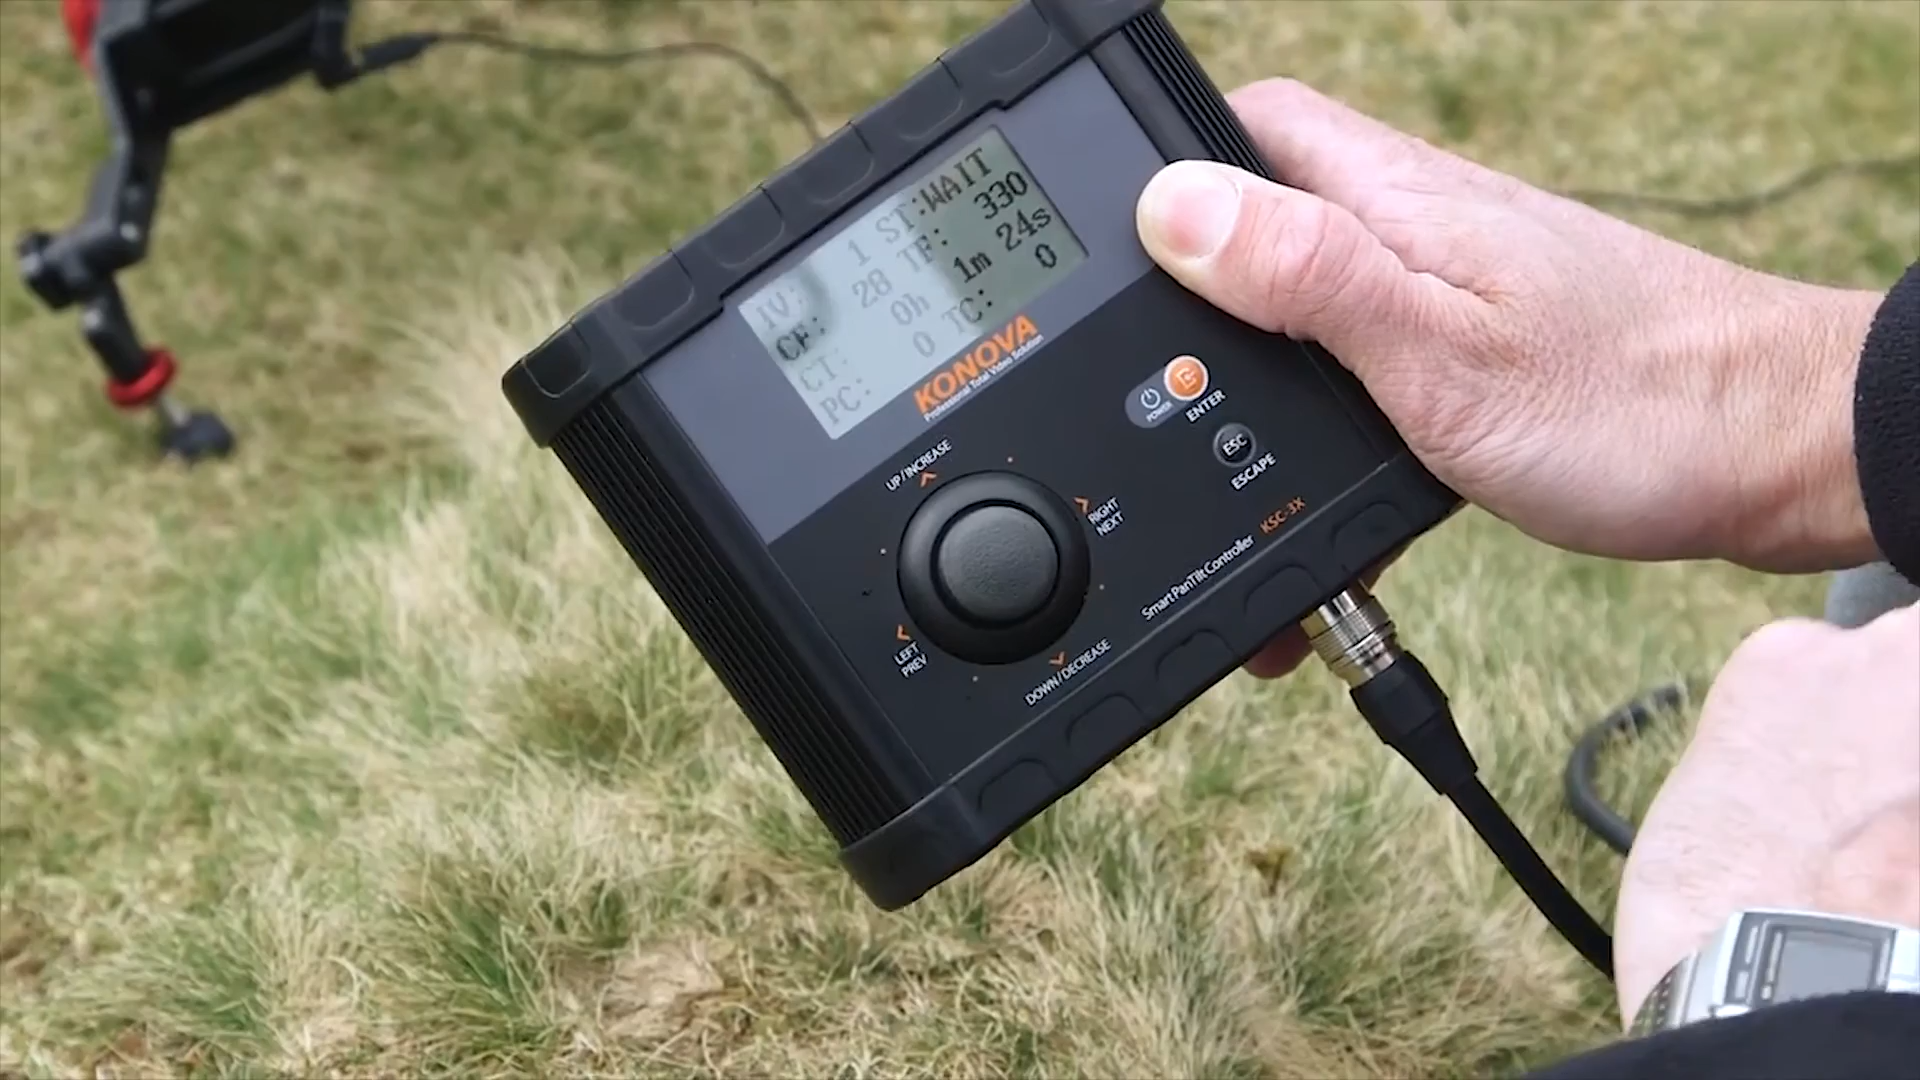 IV: 1 ST:WAIT
CF: 28 TF: 330
CT: 0h 1m 24s
PC: 0 TC: 0
KONOVA
Professional Total Video Solution
POWER
ENTER
ESC
ESCAPE
UP/INCREASE
RIGHT
NEXT
LEFT
PREV
DOWN/DECREASE
Smart PanTilt Controller KSC-3X